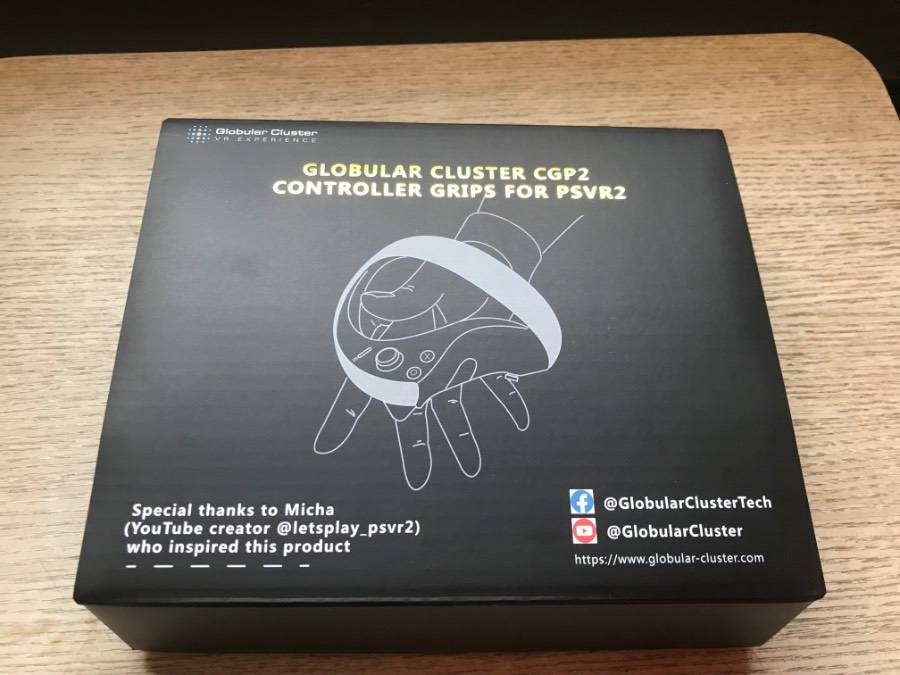 Globular Cluster
VR EXPERIENCE
GLOBULAR CLUSTER CGP2
CONTROLLER GRIPS FOR PSVR2
Special thanks to Micha
(YouTube creator @letsplay_psvr2)
who inspired this product
@GlobularClusterTech
@GlobularCluster
https://www.globular-cluster.com